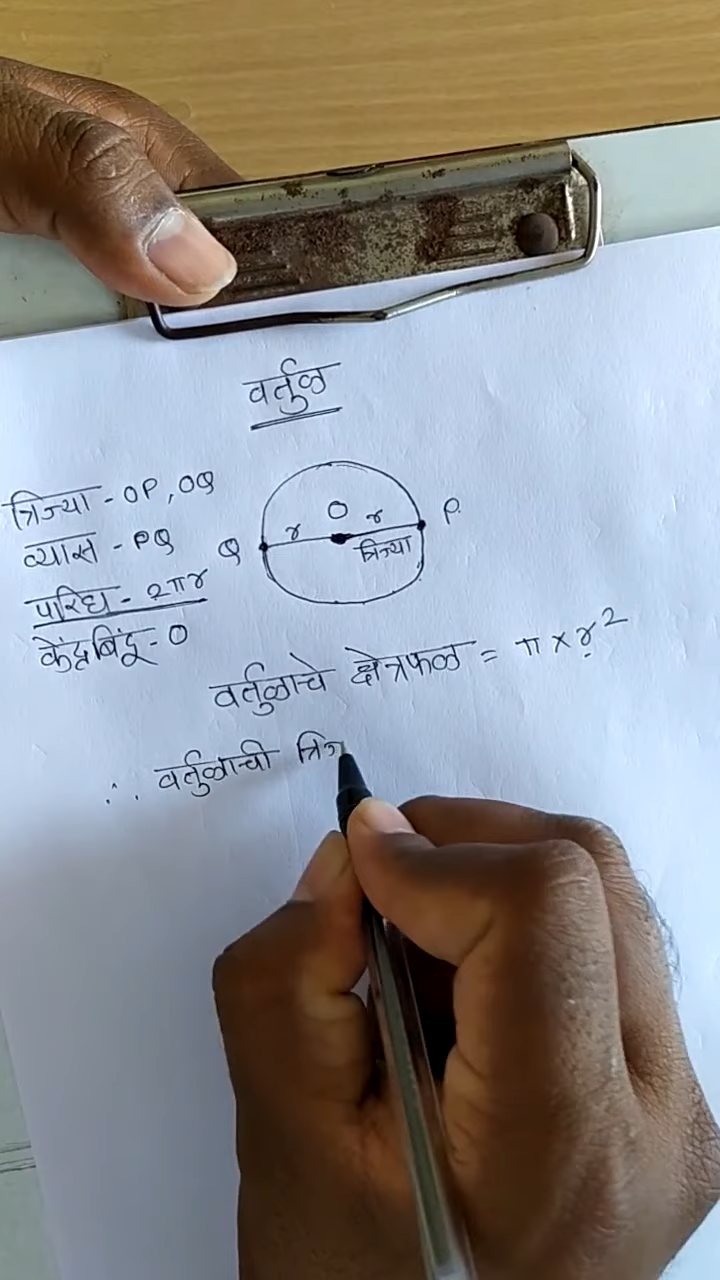 वर्तुळ
त्रिज्या - OP, OQ
व्यास - PQ
परिघ - 2πr
केंद्रबिंदू - O
O
r
r
P
Q
त्रिज्या
वर्तुळाचे क्षेत्रफळ = π × r²
∴ वर्तुळाची त्रिज